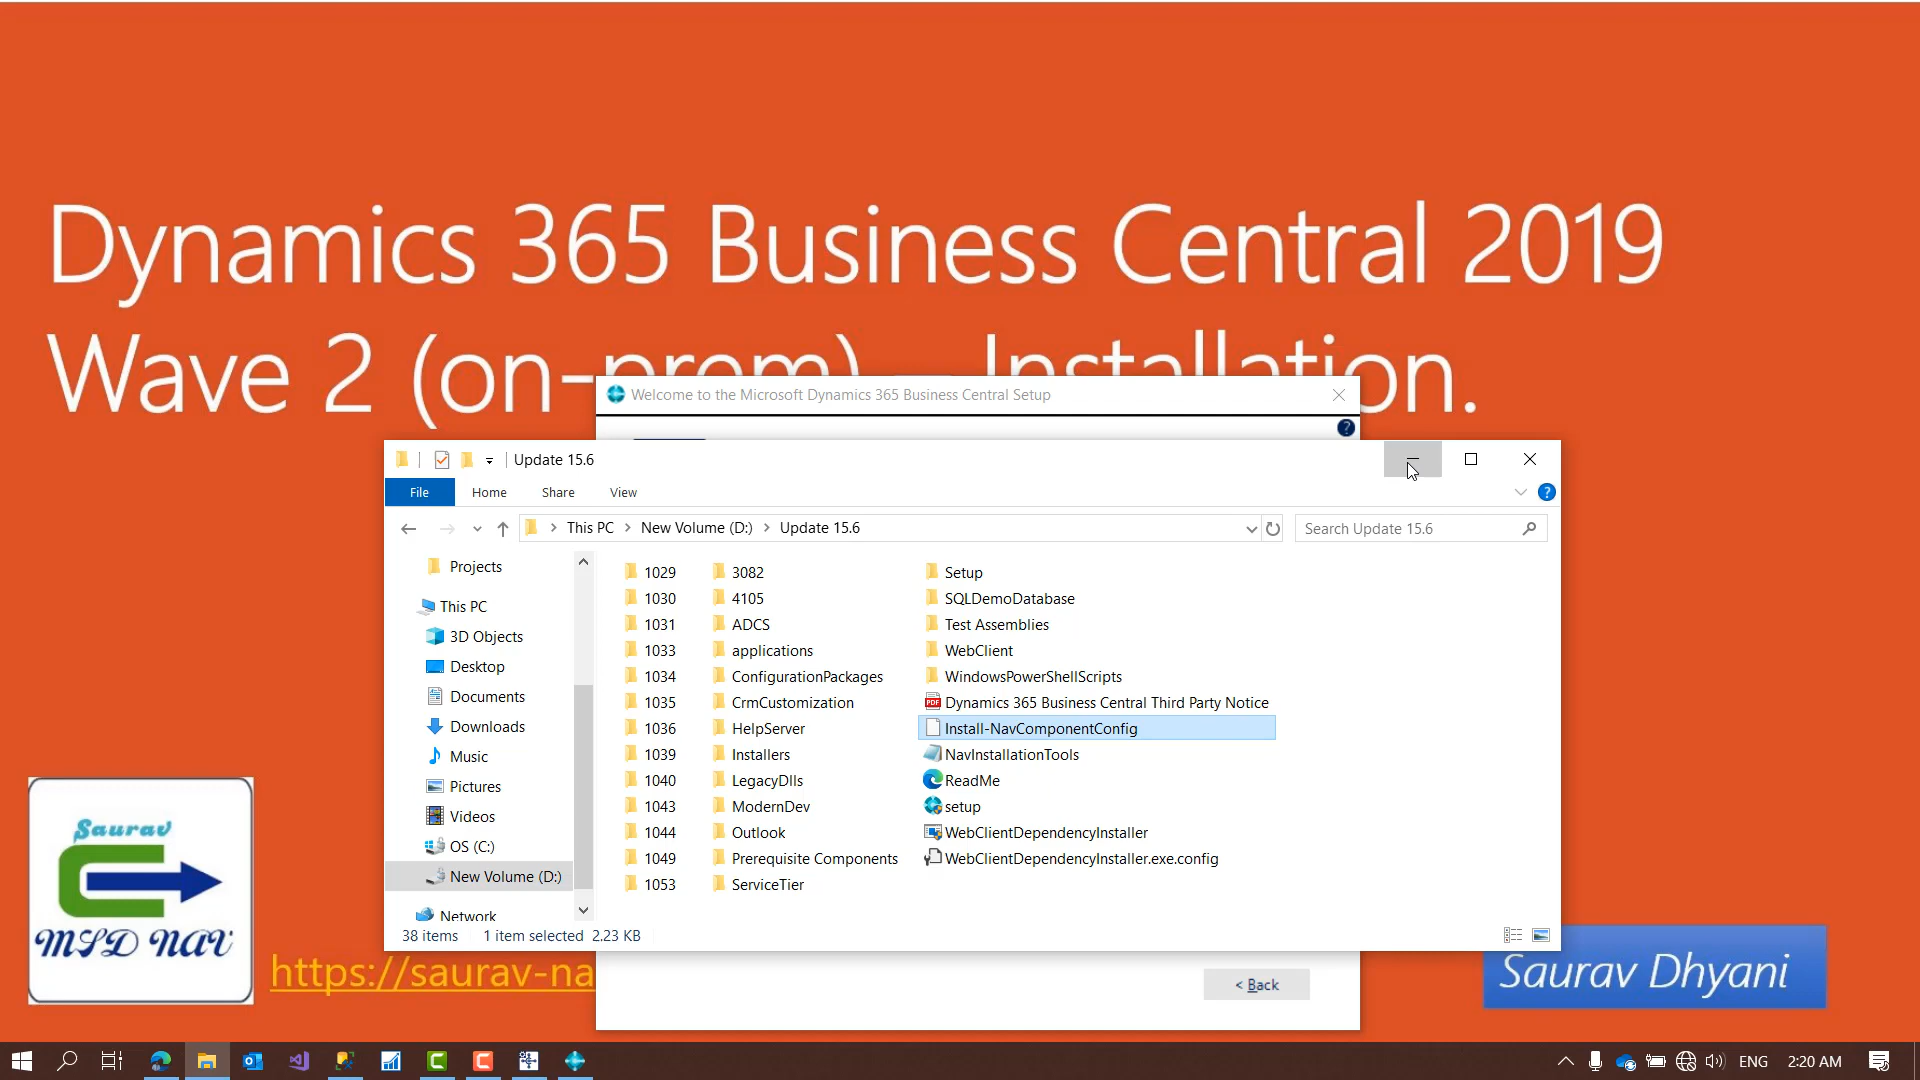 Dynamics 365 Business Central 2019
Wave 2 (on-prem) - Installation.
Welcome to the Microsoft Dynamics 365 Business Central Setup
Update 15.6
File
Home
Share
View
This PC
New Volume (D:)
Update 15.6
Search Update 15.6
Projects
This PC
3D Objects
Desktop
Documents
Downloads
Music
Pictures
Videos
OS (C:)
New Volume (D:)
Network
1029
1030
1031
1033
1034
1035
1036
1039
1040
1043
1044
1049
1053
3082
4105
ADCS
applications
ConfigurationPackages
CrmCustomization
HelpServer
Installers
LegacyDlls
ModernDev
Outlook
Prerequisite Components
ServiceTier
Setup
SQLDemoDatabase
Test Assemblies
WebClient
WindowsPowerShellScripts
Dynamics 365 Business Central Third Party Notice
Install-NavComponentConfig
NavInstallationTools
ReadMe
setup
WebClientDependencyInstaller
WebClientDependencyInstaller.exe.config
38 items
1 item selected 2.23 KB
< Back
Saurav
MSD NAV
https://saurav-na
Saurav Dhyani
ENG
2:20 AM